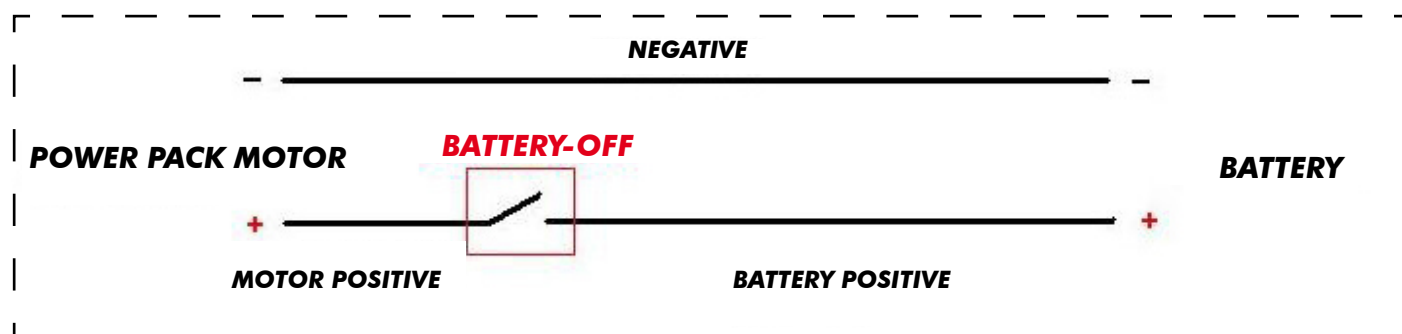 NEGATIVE
- -
POWER PACK MOTOR
BATTERY-OFF
BATTERY
+ +
MOTOR POSITIVE
BATTERY POSITIVE